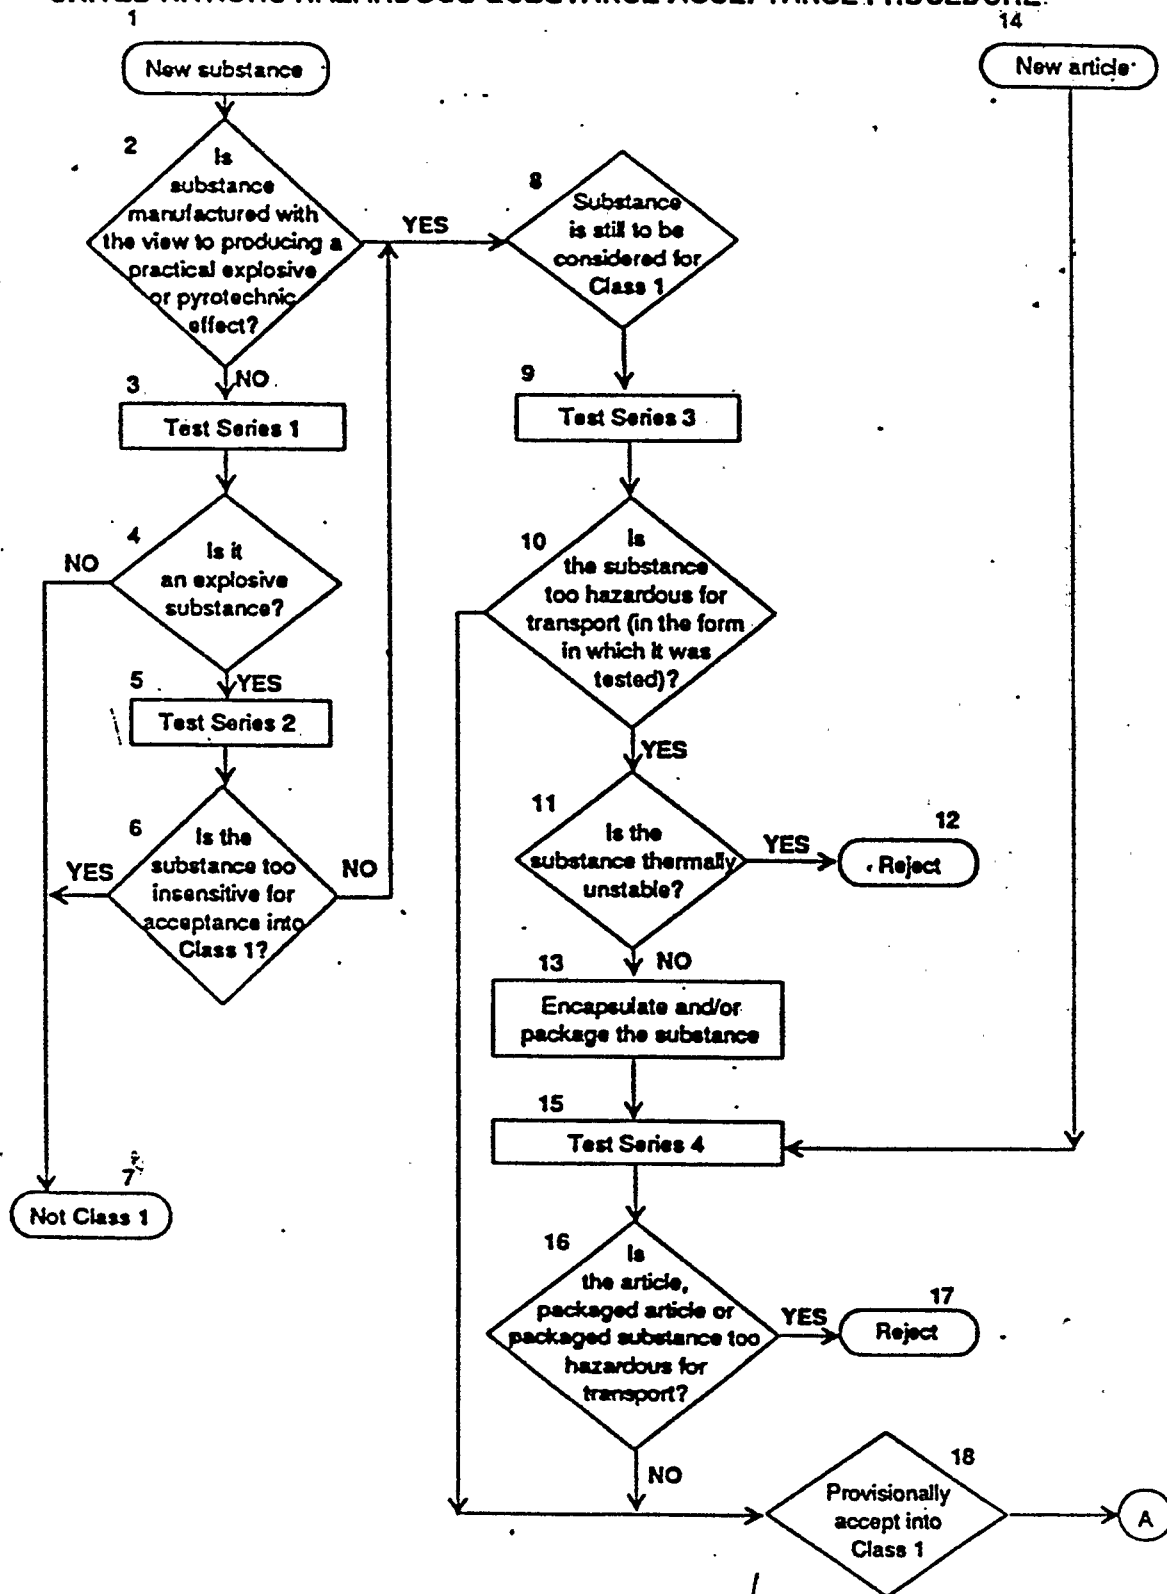 UNITED NATIONS HAZARDOUS SUBSTANCE ACCEPTANCE PROCEDURE
1
New substance
2
Is
substance
manufactured with
the view to producing a
practical explosive
or pyrotechnic
effect?
YES
NO
3
Test Series 1
4
Is it
an explosive
substance?
NO
YES
5
Test Series 2
6
Is the
substance too
insensitive for
acceptance into
Class 1?
YES
NO
7
Not Class 1
8
Substance
is still to be
considered for
Class 1
9
Test Series 3
10
Is
the substance
too hazardous for
transport (in the form
in which it was
tested)?
YES
11
Is the
substance thermally
unstable?
YES
12
Reject
NO
13
Encapsulate and/or
package the substance
14
New article
15
Test Series 4
16
Is
the article,
packaged article or
packaged substance too
hazardous for
transport?
YES
17
Reject
NO
18
Provisionally
accept into
Class 1
A